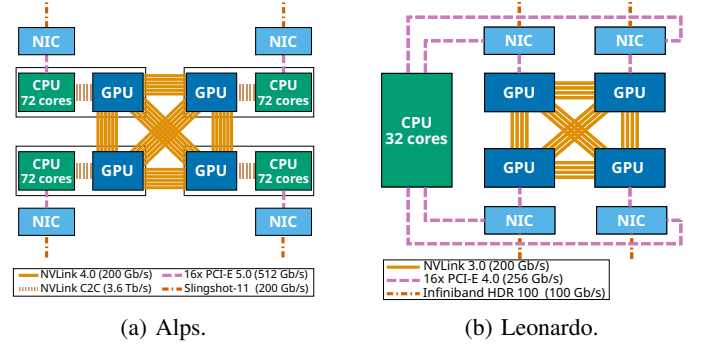 NIC
NIC
CPU
72 cores
GPU
GPU
CPU
72 cores
CPU
72 cores
GPU
GPU
CPU
72 cores
NIC
NIC
NVLink 4.0 (200 Gb/s)
16x PCI-E 5.0 (512 Gb/s)
NVLink C2C (3.6 Tb/s)
Slingshot-11 (200 Gb/s)
(a) Alps.
NIC
NIC
CPU
32 cores
GPU
GPU
GPU
GPU
NIC
NIC
NVLink 3.0 (200 Gb/s)
16x PCI-E 4.0 (256 Gb/s)
Infiniband HDR 100 (100 Gb/s)
(b) Leonardo.